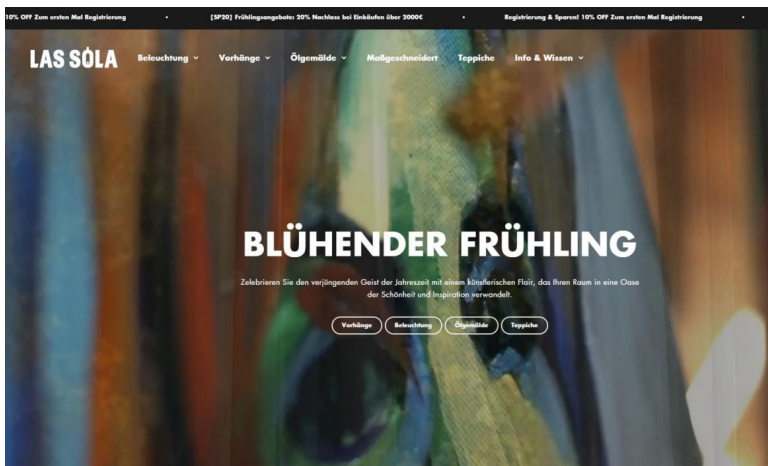 10% OFF Zum ersten Mal Registrierung • [SP20] Frühlingsangebote: 20% Nachlass bei Einkäufen über 2000€ • Registrierung & Sparen! 10% OFF Zum ersten Mal Registrierung •
LAS SOLA Beleuchtung Vorhänge Ölgemälde Maßgeschneidert Teppiche Info & Wissen
BLÜHENDER FRÜHLING
Zelebrieren Sie den verjüngenden Geist der Jahreszeit mit einem künstlerischen Flair, das Ihren Raum in eine Oase
der Schönheit und Inspiration verwandelt.
Vorhänge Beleuchtung Ölgemälde Teppiche